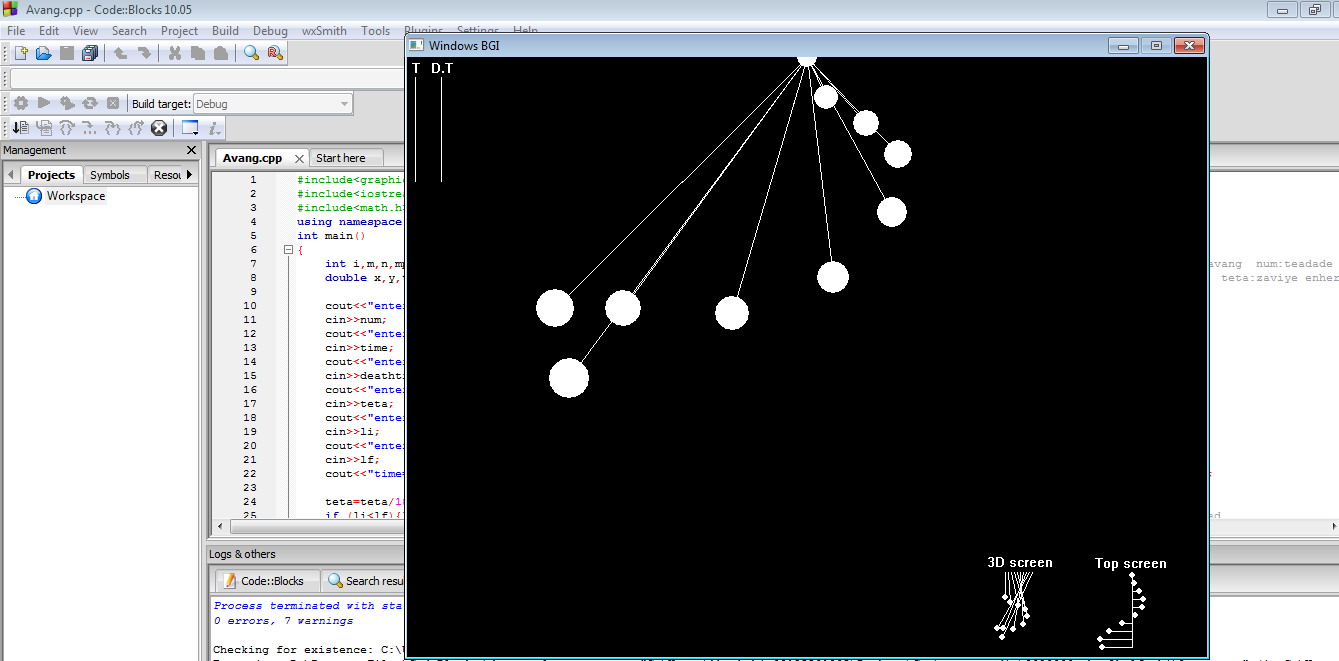 Avang.cpp - Code::Blocks 10.05
File Edit View Search Project Build Debug wxSmith Tools Plugins Settings Help
Build target: Debug
Management
Projects Symbols
Workspace
Avang.cpp Start here
1 #include<graphic
2 #include<iostrea
3 #include<math.h
4 using namespace
5 int main()
6 {
7 int i,m,n,mp avang num:teadade
8 double x,y, teta:zaviye enher
9
10 cout<<"ente
11 cin>>num;
12 cout<<"ente
13 cin>>time;
14 cout<<"ente
15 cin>>deathti
16 cout<<"ente
17 cin>>teta;
18 cout<<"ente
19 cin>>li;
20 cout<<"ente
21 cin>>lf;
22 cout<<"time
23
24 teta=teta/18
25 if (li<lf){
Logs & others
Code::Blocks Search resu
Process terminated with sta
0 errors, 7 warnings
Checking for existence: C:\
Windows BGI
T D.T
3D screen Top screen